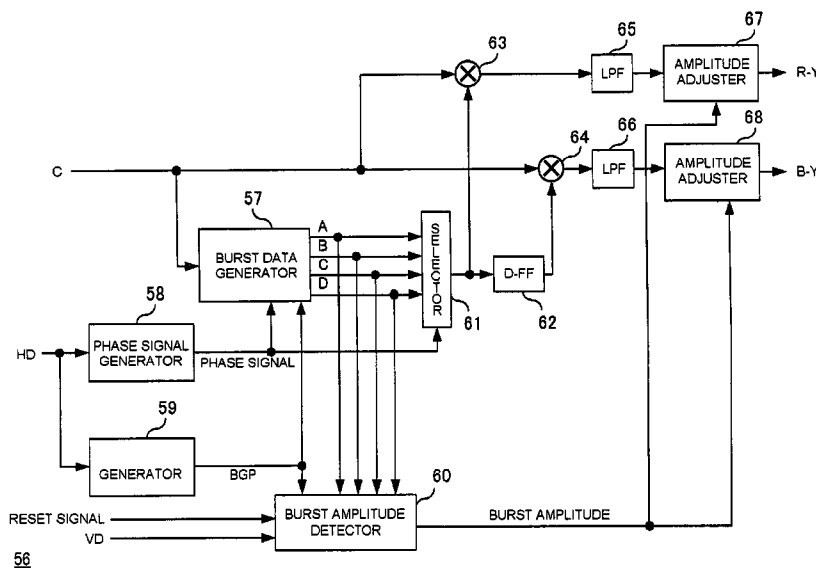 63
65
LPF
67
AMPLITUDE
ADJUSTER
R-Y
64
66
LPF
68
AMPLITUDE
ADJUSTER
B-Y
C
57
BURST DATA
GENERATOR
A
B
C
D
SELECTOR
61
D-FF
62
58
HD
PHASE SIGNAL
GENERATOR
PHASE SIGNAL
59
GENERATOR
BGP
60
RESET SIGNAL
VD
BURST AMPLITUDE
DETECTOR
BURST AMPLITUDE
56